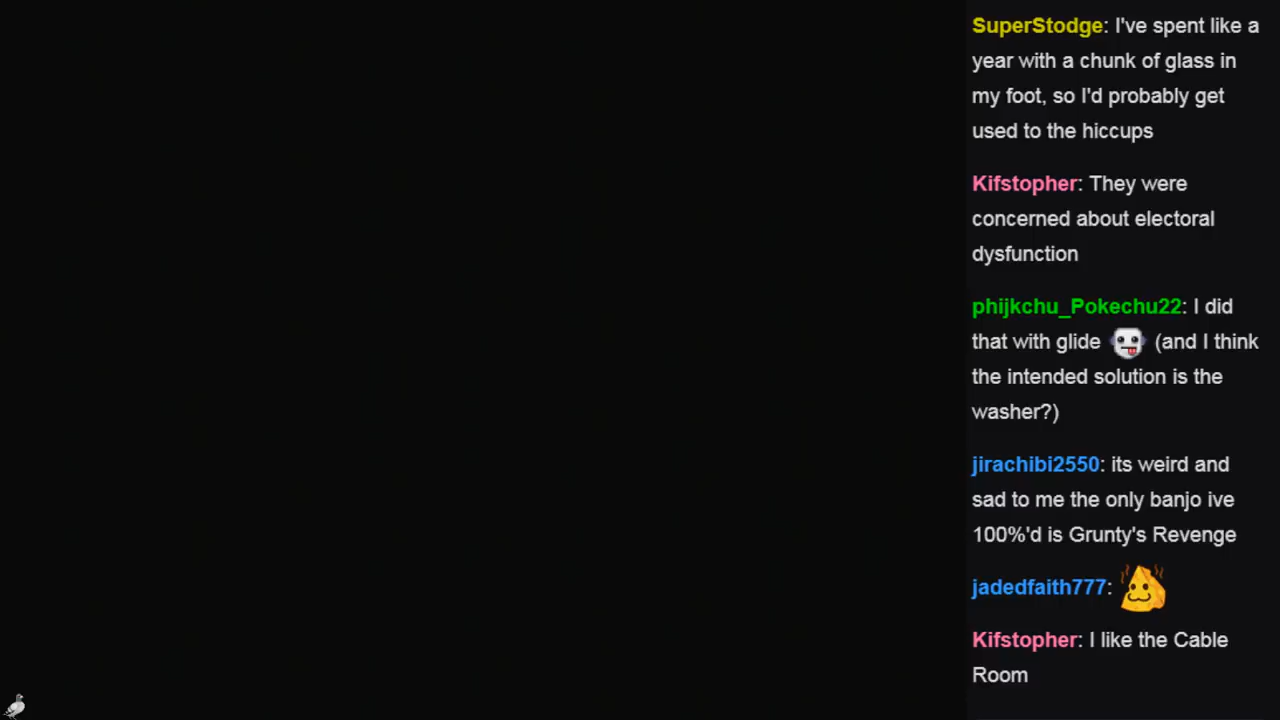 SuperStodge: I've spent like a
year with a chunk of glass in
my foot, so I'd probably get
used to the hiccups
Kifstopher: They were
concerned about electoral
dysfunction
phijkchu_Pokechu22: I did
that with glide (and I think
the intended solution is the
washer?)
jirachibi2550: its weird and
sad to me the only banjo ive
100%'d is Grunty's Revenge
jadedfaith777:
Kifstopher: I like the Cable
Room